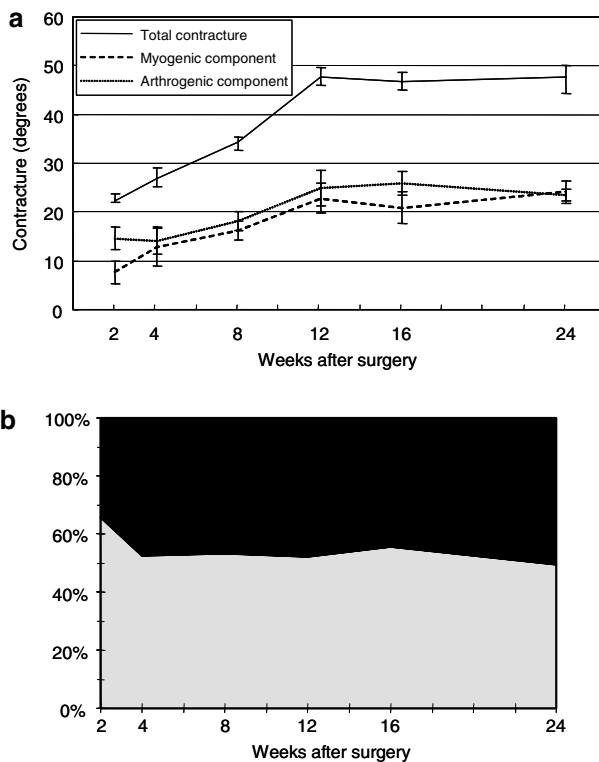 a
60
50
40
30
20
10
0
Contracture (degrees)
Total contracture
Myogenic component
Arthrogenic component
2 4 8 12 16 24
Weeks after surgery
b
100%
80%
60%
40%
20%
0%
2 4 8 12 16 24
Weeks after surgery